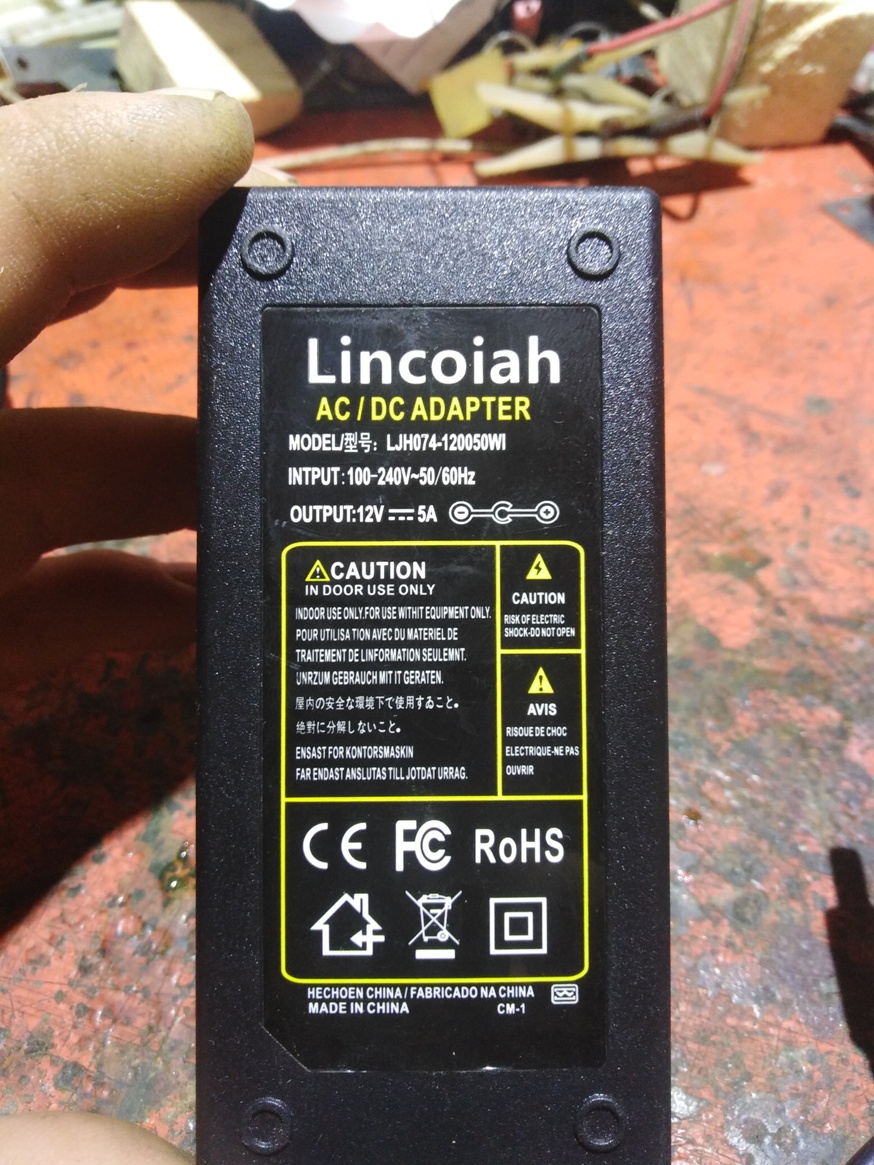 Lincoiah
AC / DC ADAPTER
MODEL/型号: LJH074-120050WI
INTPUT:100-240V~50/60Hz
OUTPUT:12V 5A
CAUTION
IN DOOR USE ONLY
INDOOR USE ONLY.FOR USE WITHIT EQUIPMENT ONLY.
POUR UTILISA TION AVEC DU MATERIEL DE
TRAITEMENT DE LINFORMATION SEULEMNT.
UNRZUM GEBRAUCH MIT IT GERATEN.
屋内の安全な環境下で使用すゐこと。
绝對に分解しないこと。
ENSAST FOR KONTORSMASKIN
FAR ENDAST ANSLUTAS TILL JOTDAT URRAG.
CAUTION
RISK OF ELECTRIC
SHOCK-DO NOT OPEN
AVIS
RISOUE DE CHOC
ELECTRIQUE-NE PAS
OUVRIR
CE FC RoHS
HECHOEN CHINA / FABRICADO NA CHINA
MADE IN CHINA CM-1